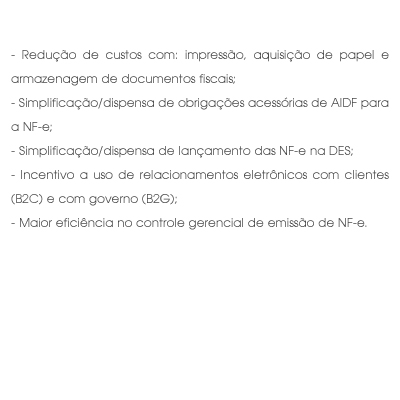 - Redução de custos com: impressão, aquisição de papel e
armazenagem de documentos fiscais;
- Simplificação/dispensa de obrigações acessórias de AIDF para
a NF-e;
- Simplificação/dispensa de lançamento das NF-e na DES;
- Incentivo a uso de relacionamentos eletrônicos com clientes
(B2C) e com governo (B2G);
- Maior eficiência no controle gerencial de emissão de NF-e.